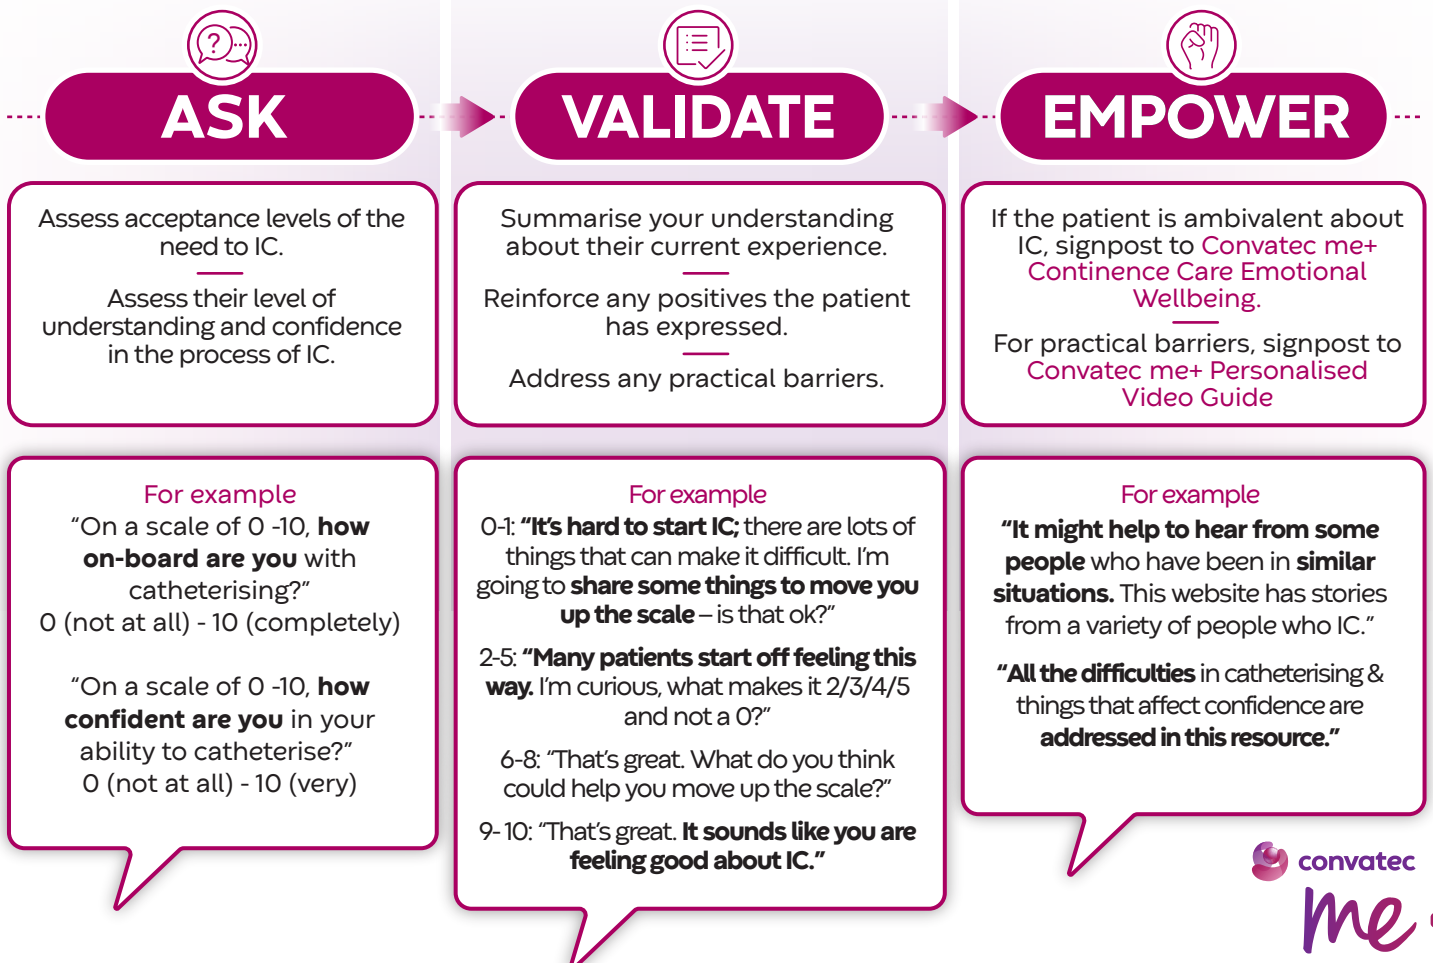 ASK
VALIDATE
EMPOWER
Assess acceptance levels of the
need to IC.
Assess their level of
understanding and confidence
in the process of IC.
Summarise your understanding
about their current experience.
Reinforce any positives the patient
has expressed.
Address any practical barriers.
If the patient is ambivalent about
IC, signpost to Convatec me+
Continence Care Emotional
Wellbeing.
For practical barriers, signpost to
Convatec me+ Personalised
Video Guide
For example
“On a scale of 0 -10, how
on-board are you with
catheterising?”
0 (not at all) - 10 (completely)
“On a scale of 0 -10, how
confident are you in your
ability to catheterise?”
0 (not at all) - 10 (very)
For example
0-1: “It’s hard to start IC; there are lots of
things that can make it difficult. I’m
going to share some things to move you
up the scale – is that ok?”
2-5: “Many patients start off feeling this
way. I’m curious, what makes it 2/3/4/5
and not a 0?”
6-8: “That’s great. What do you think
could help you move up the scale?”
9-10: “That’s great. It sounds like you are
feeling good about IC.”
For example
“It might help to hear from some
people who have been in similar
situations. This website has stories
from a variety of people who IC.”
“All the difficulties in catheterising &
things that affect confidence are
addressed in this resource.”
convatec
me